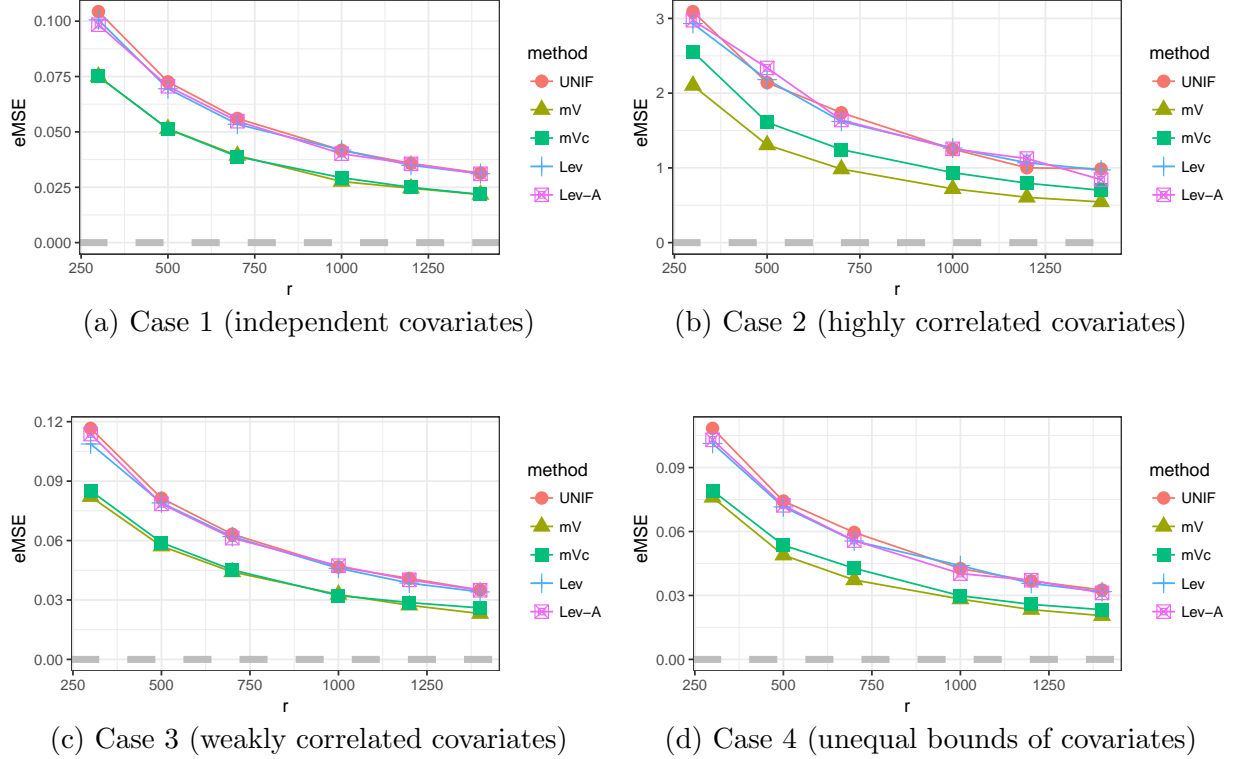 0.000
0.025
0.050
0.075
0.100
250
500
750
1000
1250
r
eMSE
method
UNIF
mV
mVc
Lev
Lev-A
(a) Case 1 (independent covariates)
0
1
2
3
250
500
750
1000
1250
r
eMSE
method
UNIF
mV
mVc
Lev
Lev-A
(b) Case 2 (highly correlated covariates)
0.00
0.03
0.06
0.09
0.12
250
500
750
1000
1250
r
eMSE
method
UNIF
mV
mVc
Lev
Lev-A
(c) Case 3 (weakly correlated covariates)
0.00
0.03
0.06
0.09
250
500
750
1000
1250
r
eMSE
method
UNIF
mV
mVc
Lev
Lev-A
(d) Case 4 (unequal bounds of covariates)